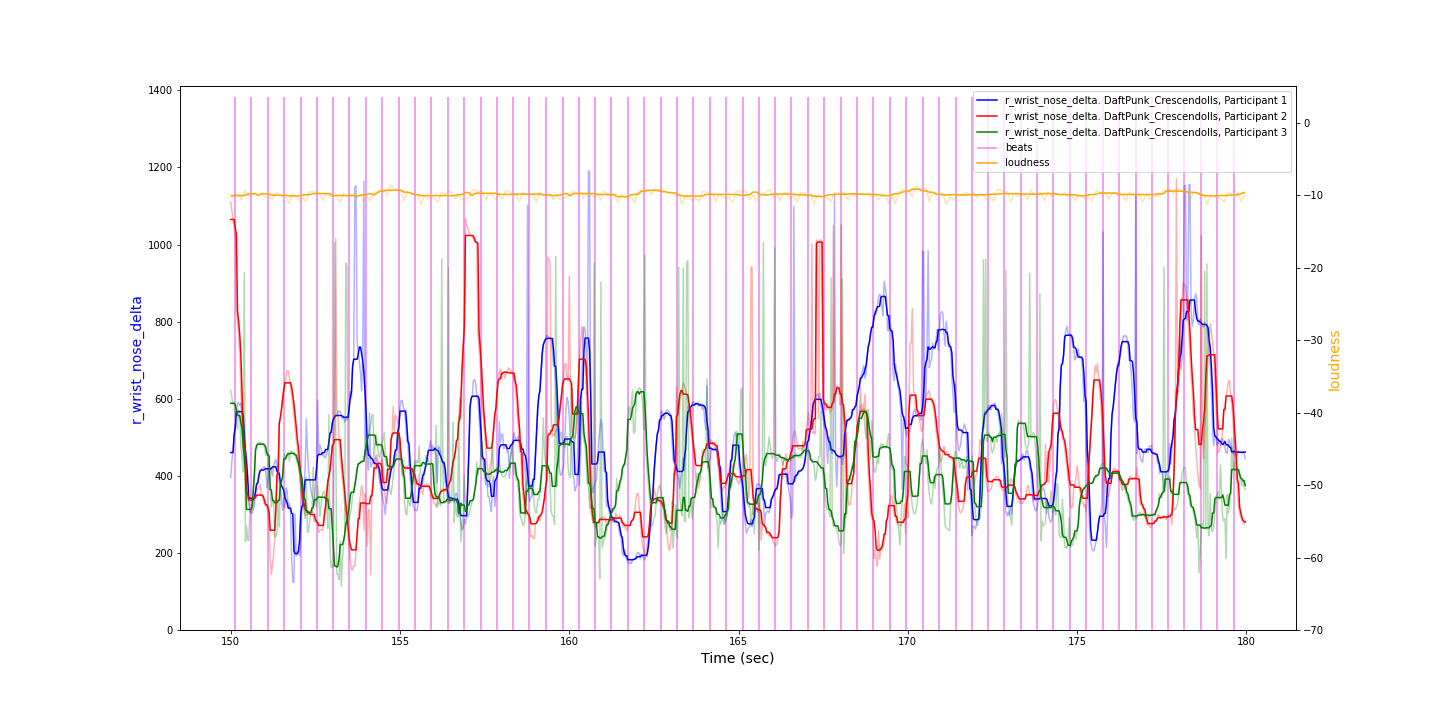 r_wrist_nose_delta. DaftPunk_Crescendolls, Participant 1
r_wrist_nose_delta. DaftPunk_Crescendolls, Participant 2
r_wrist_nose_delta. DaftPunk_Crescendolls, Participant 3
beats
loudness
1400
1200
1000
800
600
400
200
0
r_wrist_nose_delta
0
−10
−20
−30
−40
−50
−60
−70
loudness
150
155
160
165
170
175
180
Time (sec)